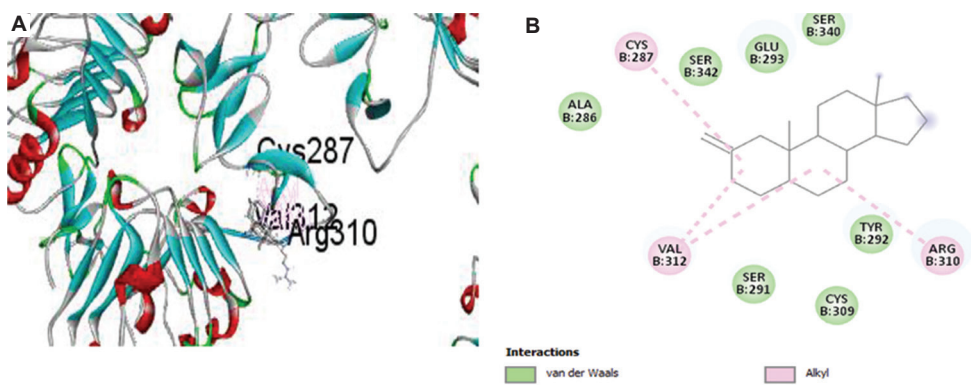 A
Cys287
Val312
Arg310
B
CYS
B:287
SER
B:342
GLU
B:293
SER
B:340
ALA
B:286
VAL
B:312
TYR
B:292
ARG
B:310
SER
B:291
CYS
B:309
Interactions
van der Waals
Alkyl